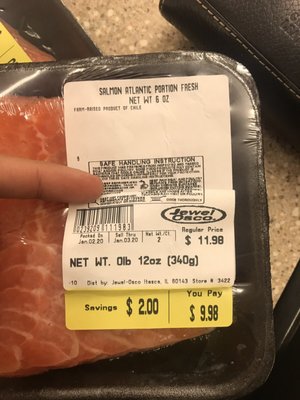 SALMON ATLANTIC PORTION FRESH
NET WT 6 OZ
FARM-RAISED PRODUCT OF CHILE
SAFE HANDLING INSTRUCTION
COOK THOROUGHLY
Jewel
Osco
Packed On Sell Thru Net Wt/Ct Regular Price
Jan.02.20 Jan.03.20 2 $ 11.98
NET WT. 0lb 12oz (340g)
-10 Dist by: Jewel-Osco Itasca, IL 60143 Store # 3422
Savings $ 2.00 You Pay
$ 9.98